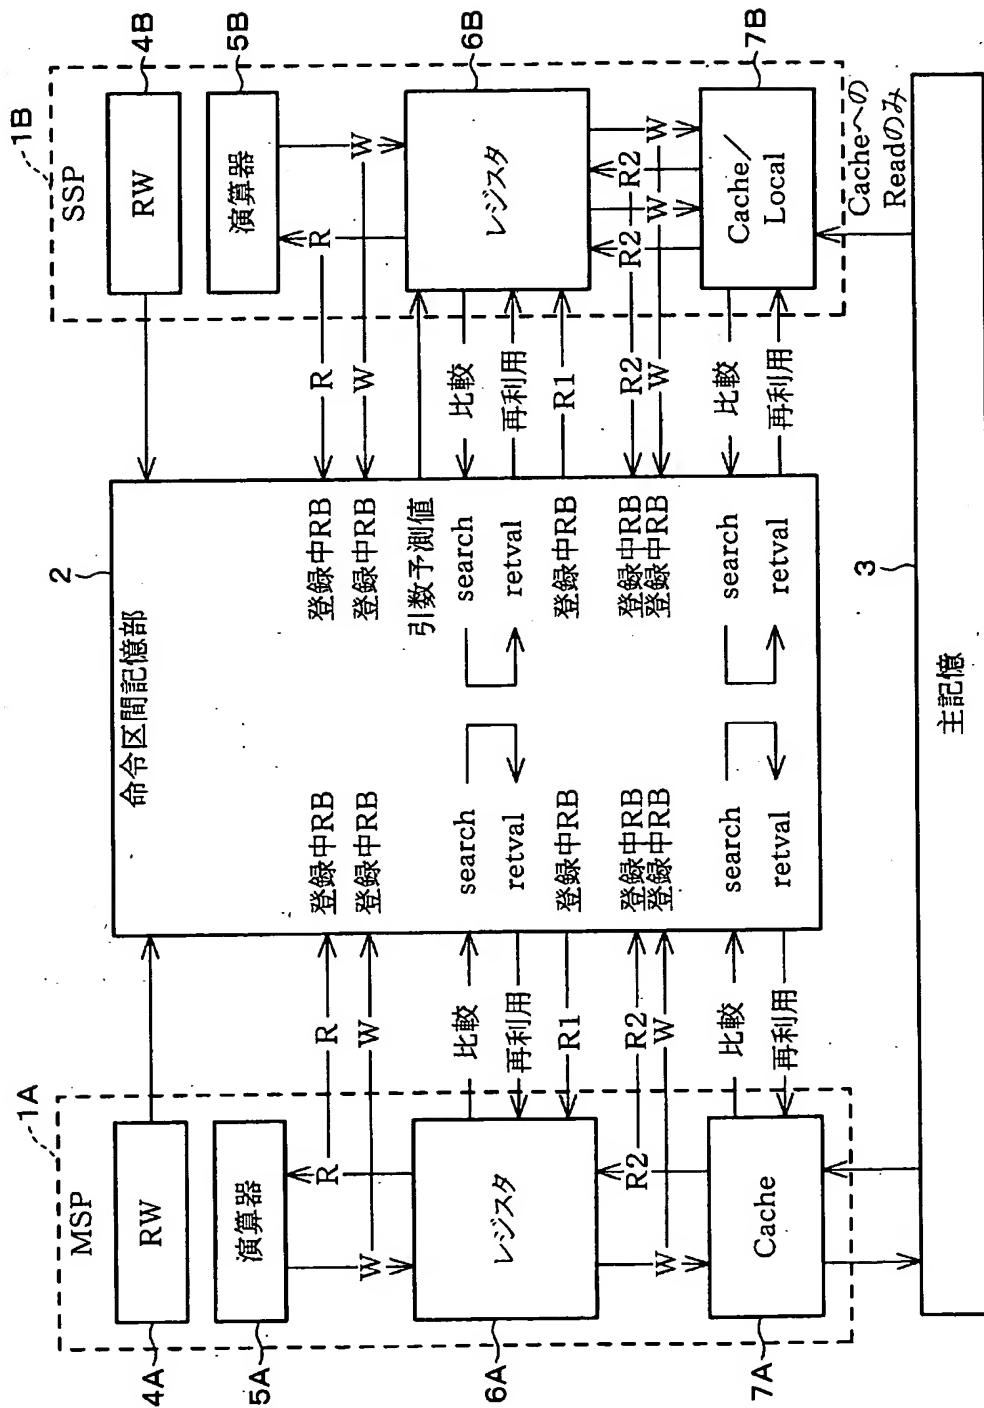 1A
MSP
4A
RW
5A
演算器
R
W
R
W
6A
レジスタ
比較
再利用
R1
R2
W
R2
W
7A
Cache
比較
再利用
2
命令区間記憶部
登録中RB
登録中RB
search
retval
登録中RB
登録中RB
登録中RB
search
retval
登録中RB
登録中RB
引数予測値
search
retval
登録中RB
登録中RB
登録中RB
search
retval
1B
SSP
4B
RW
5B
演算器
R
W
R
W
6B
レジスタ
比較
再利用
R1
R2
W
R2
W
R2
W
7B
Cache/
Local
比較
再利用
Cacheへの
Readのみ
3
主記憶